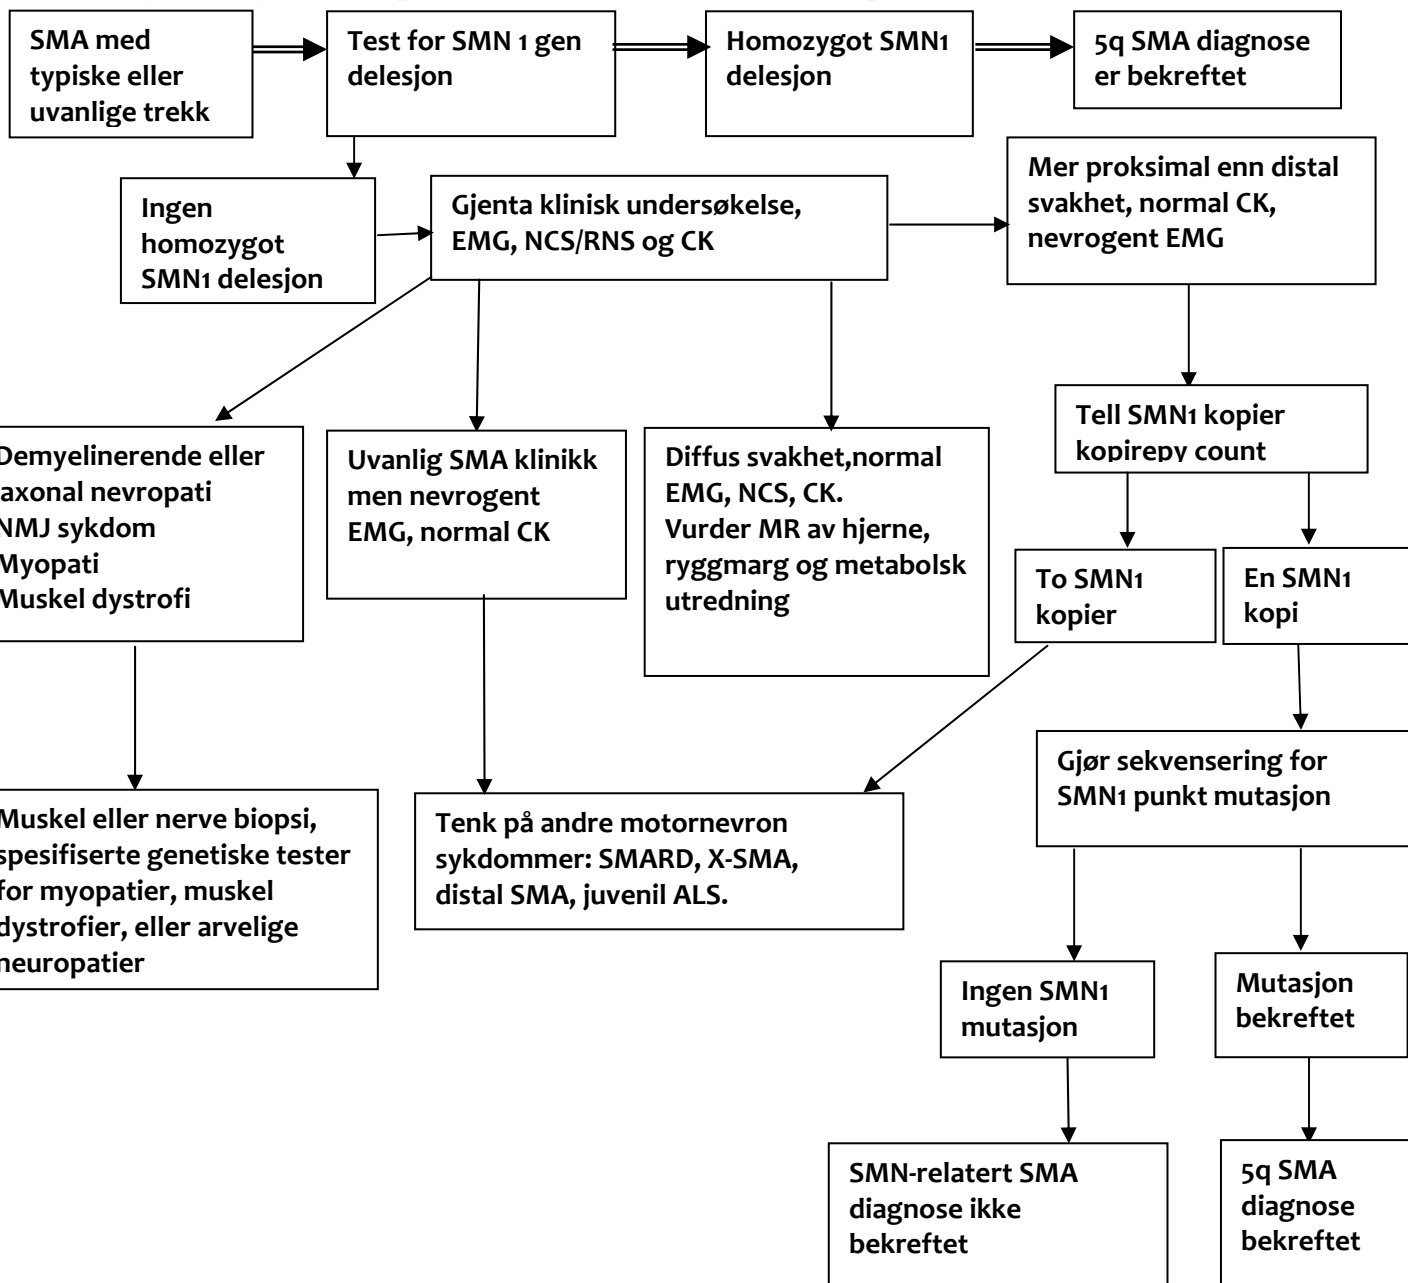 SMA med
typiske eller
uvanlige trekk
Test for SMN 1 gen
delesjon
Homozygot SMN1
delesjon
5q SMA diagnose
er bekreftet
Ingen
homozygot
SMN1 delesjon
Gjenta klinisk undersøkelse,
EMG, NCS/RNS og CK
Mer proksimal enn distal
svakhet, normal CK,
nevrogent EMG
Demyelinerende eller
axonal nevropati
NMJ sykdom
Myopati
Muskel dystrofi
Uvanlig SMA klinikk
men nevrogent
EMG, normal CK
Diffus svakhet,normal
EMG, NCS, CK.
Vurder MR av hjerne,
ryggmarg og metabolsk
utredning
Tell SMN1 kopier
kopirepy count
To SMN1
kopier
En SMN1
kopi
Gjør sekvensering for
SMN1 punkt mutasjon
Muskel eller nerve biopsi,
spesifiserte genetiske tester
for myopatier, muskel
dystrofier, eller arvelige
neuropatier
Tenk på andre motornevron
sykdommer: SMARD, X-SMA,
distal SMA, juvenil ALS.
Ingen SMN1
mutasjon
Mutasjon
bekreftet
SMN-relatert SMA
diagnose ikke
bekreftet
5q SMA
diagnose
bekreftet